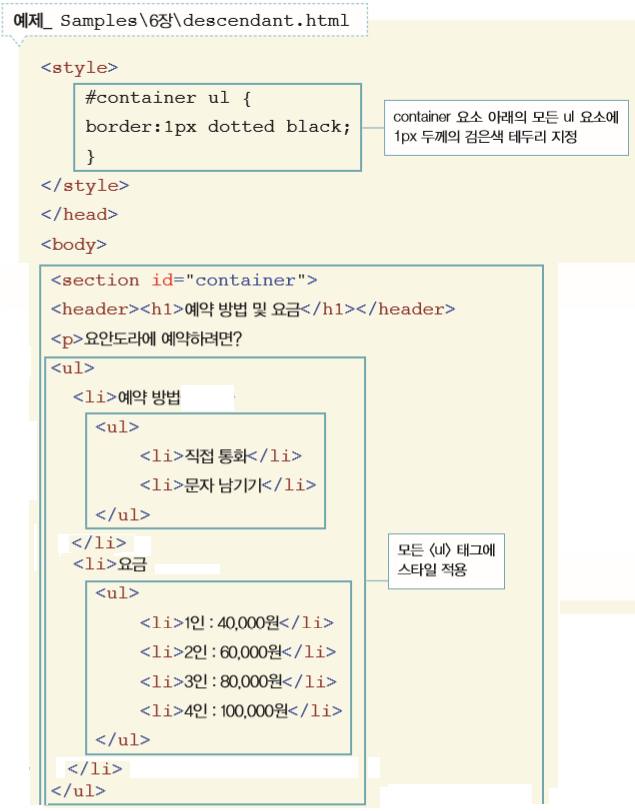 예제_ Samples\6장\descendant.html
<style>
#container ul {
border:1px dotted black;
}
container 요소 아래의 모든 ul 요소에
1px 두께의 검은색 테두리 지정
</style>
</head>
<body>
<section id="container">
<header><h1>예약 방법 및 요금</h1></header>
<p>요안도라에 예약하려면?
<ul>
<li>예약 방법
<ul>
<li>직접 통화</li>
<li>문자 남기기</li>
</ul>
</li>
<li>요금
모든 〈ul〉 태그에
스타일 적용
<ul>
<li>1인 : 40,000원</li>
<li>2인 : 60,000원</li>
<li>3인 : 80,000원</li>
<li>4인 : 100,000원</li>
</ul>
</li>
</ul>